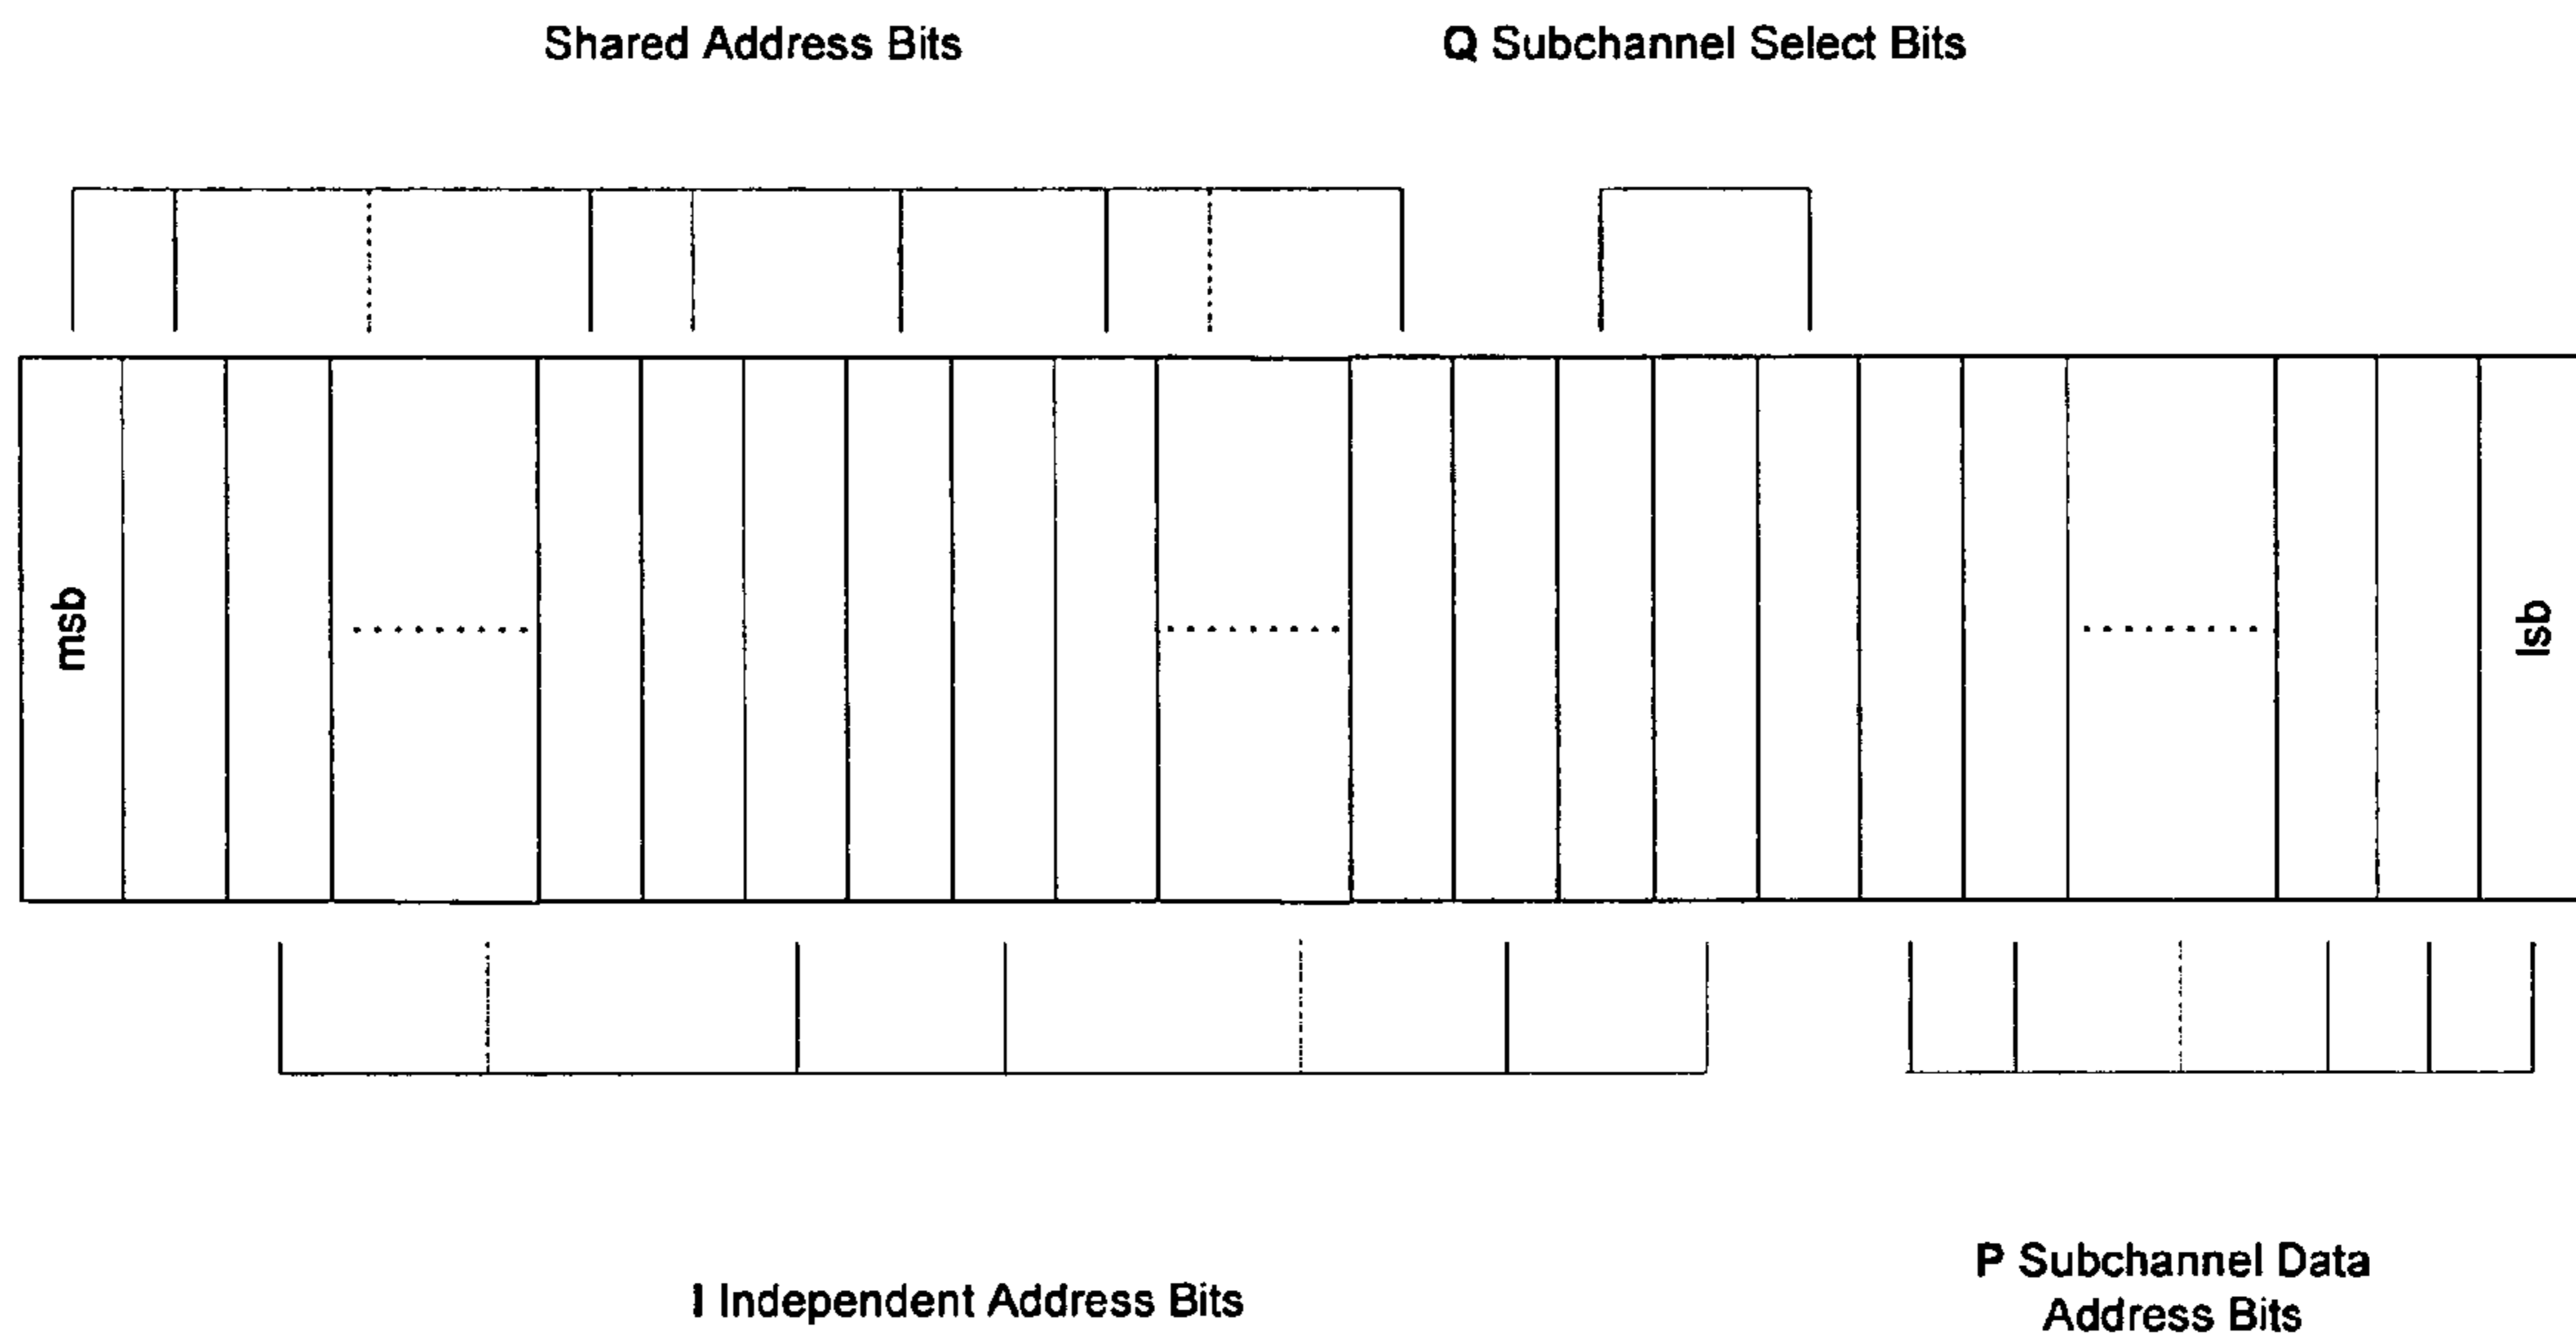 Shared Address Bits
Q Subchannel Select Bits
msb
lsb
I Independent Address Bits
P Subchannel Data
Address Bits